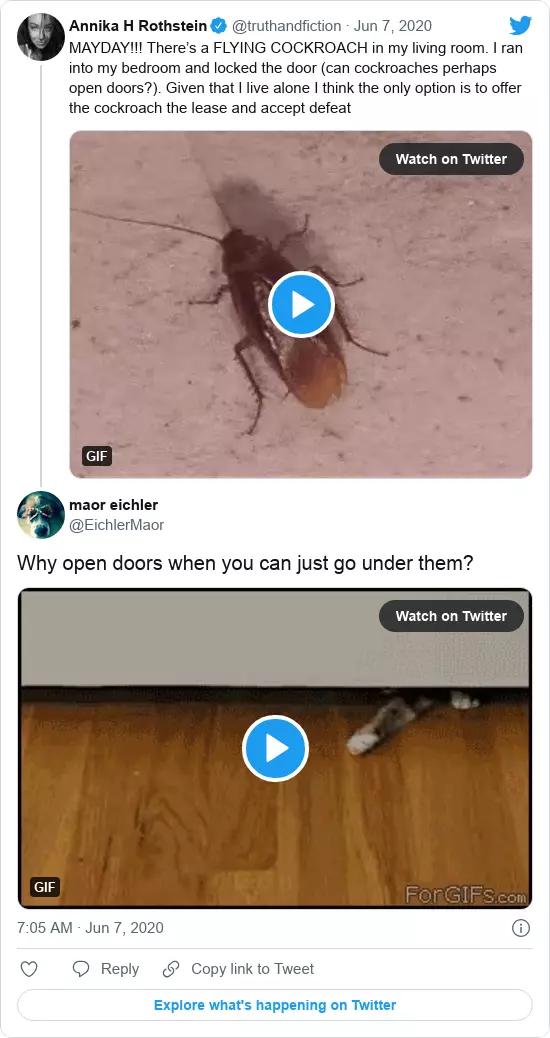 Annika H Rothstein @truthandfiction · Jun 7, 2020
MAYDAY!!! There’s a FLYING COCKROACH in my living room. I ran
into my bedroom and locked the door (can cockroaches perhaps
open doors?). Given that I live alone I think the only option is to offer
the cockroach the lease and accept defeat
Watch on Twitter
GIF
maor eichler
@EichlerMaor
Why open doors when you can just go under them?
Watch on Twitter
GIF
ForGIFs.com
7:05 AM · Jun 7, 2020
Reply
Copy link to Tweet
Explore what's happening on Twitter